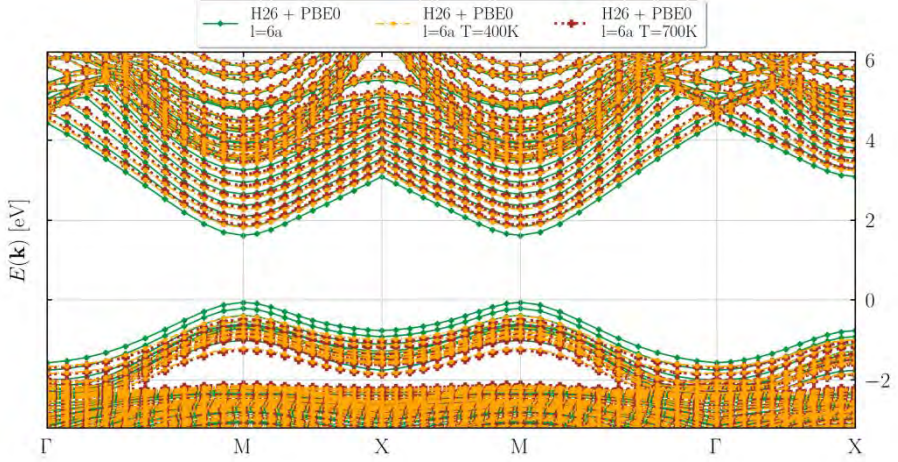 H26 + PBE0
l=6a
H26 + PBE0
l=6a T=400K
H26 + PBE0
l=6a T=700K
E(k) [eV]
6
4
2
0
−2
Γ
M
X
M
Γ
X